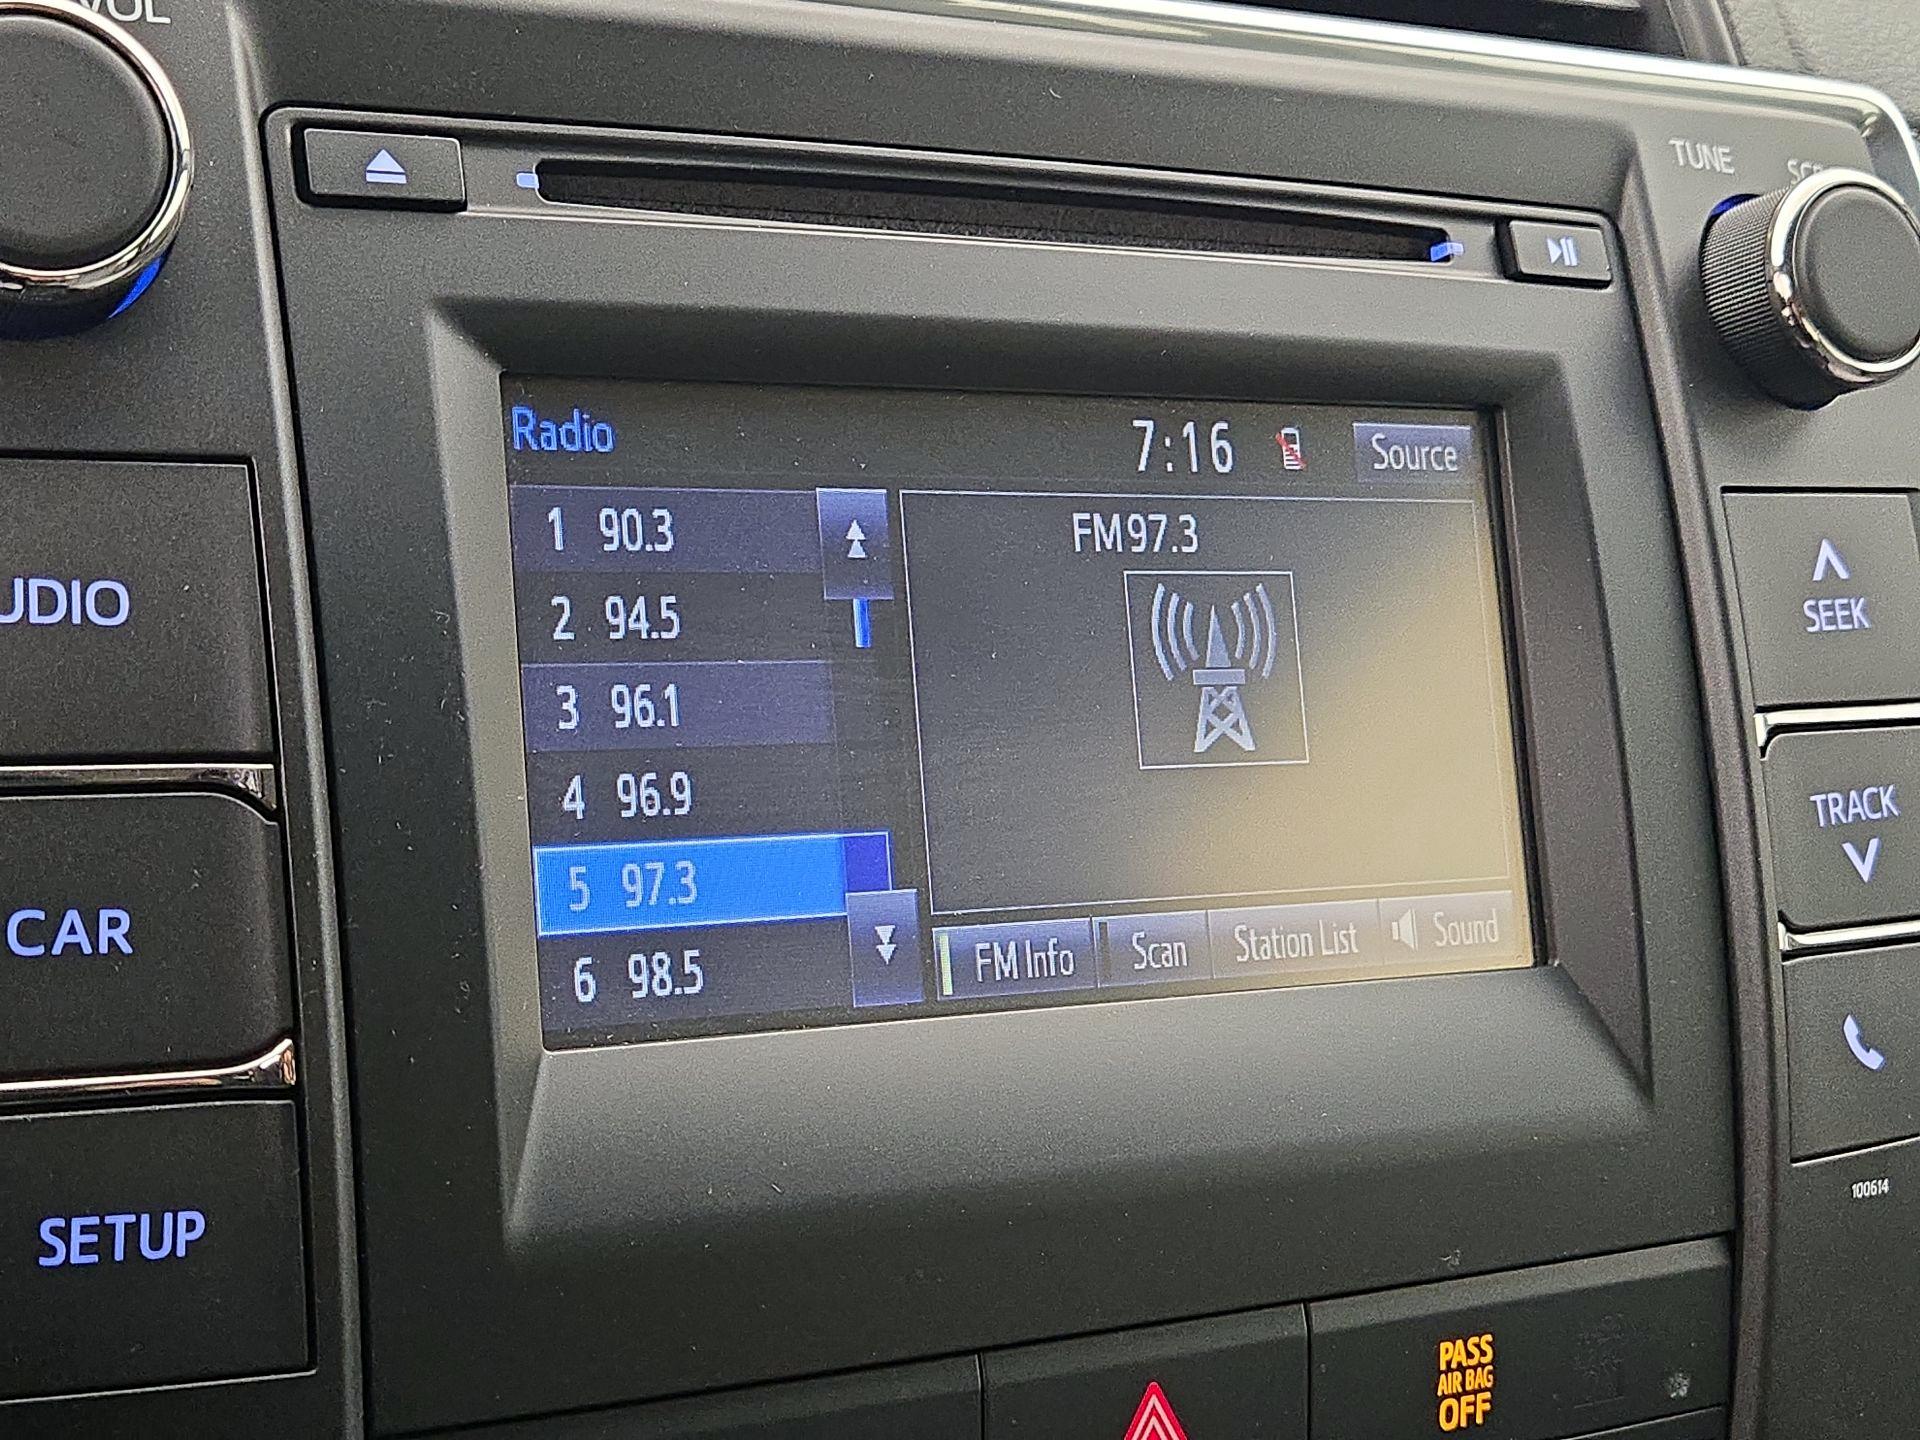 VOL
TUNE
Radio
7:16
Source
1 90.3
2 94.5
3 96.1
4 96.9
5 97.3
6 98.5
FM97.3
FM Info
Scan
Station List
Sound
UDIO
CAR
SETUP
SEEK
TRACK
100614
PASS
AIR BAG
OFF